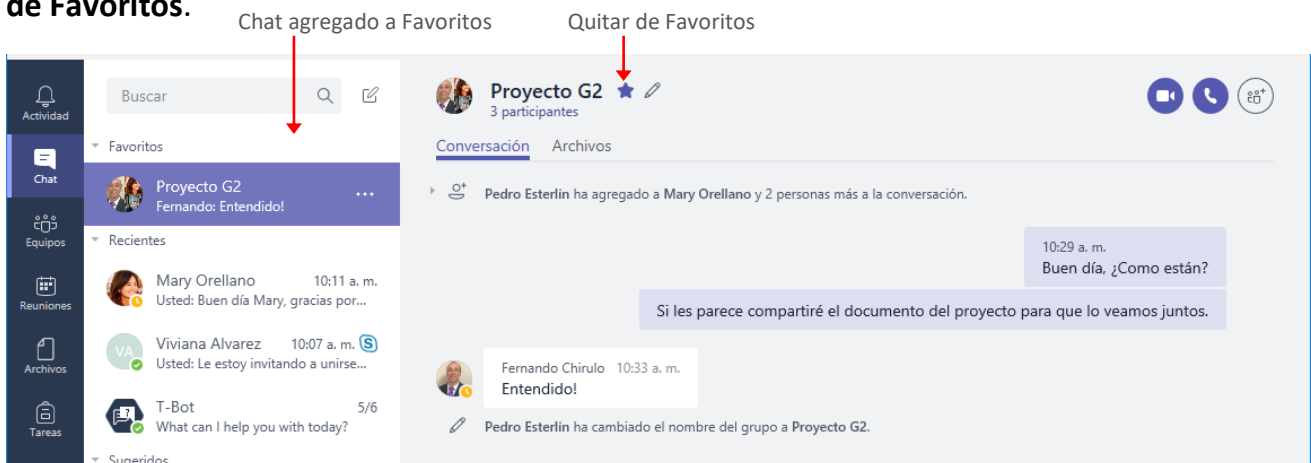 de Favoritos.
Chat agregado a Favoritos
Quitar de Favoritos
Actividad
Chat
Equipos
Reuniones
Archivos
Tareas
Buscar
Favoritos
Proyecto G2
Fernando: Entendido!
Recientes
Mary Orellano 10:11 a. m.
Usted: Buen día Mary, gracias por...
VA
Viviana Alvarez 10:07 a. m.
Usted: Le estoy invitando a unirse...
T-Bot 5/6
What can I help you with today?
Sugeridos
Proyecto G2
3 participantes
Conversación Archivos
Pedro Esterlin ha agregado a Mary Orellano y 2 personas más a la conversación.
10:29 a. m.
Buen día, ¿Como están?
Si les parece compartiré el documento del proyecto para que lo veamos juntos.
Fernando Chirulo 10:33 a. m.
Entendido!
Pedro Esterlin ha cambiado el nombre del grupo a Proyecto G2.